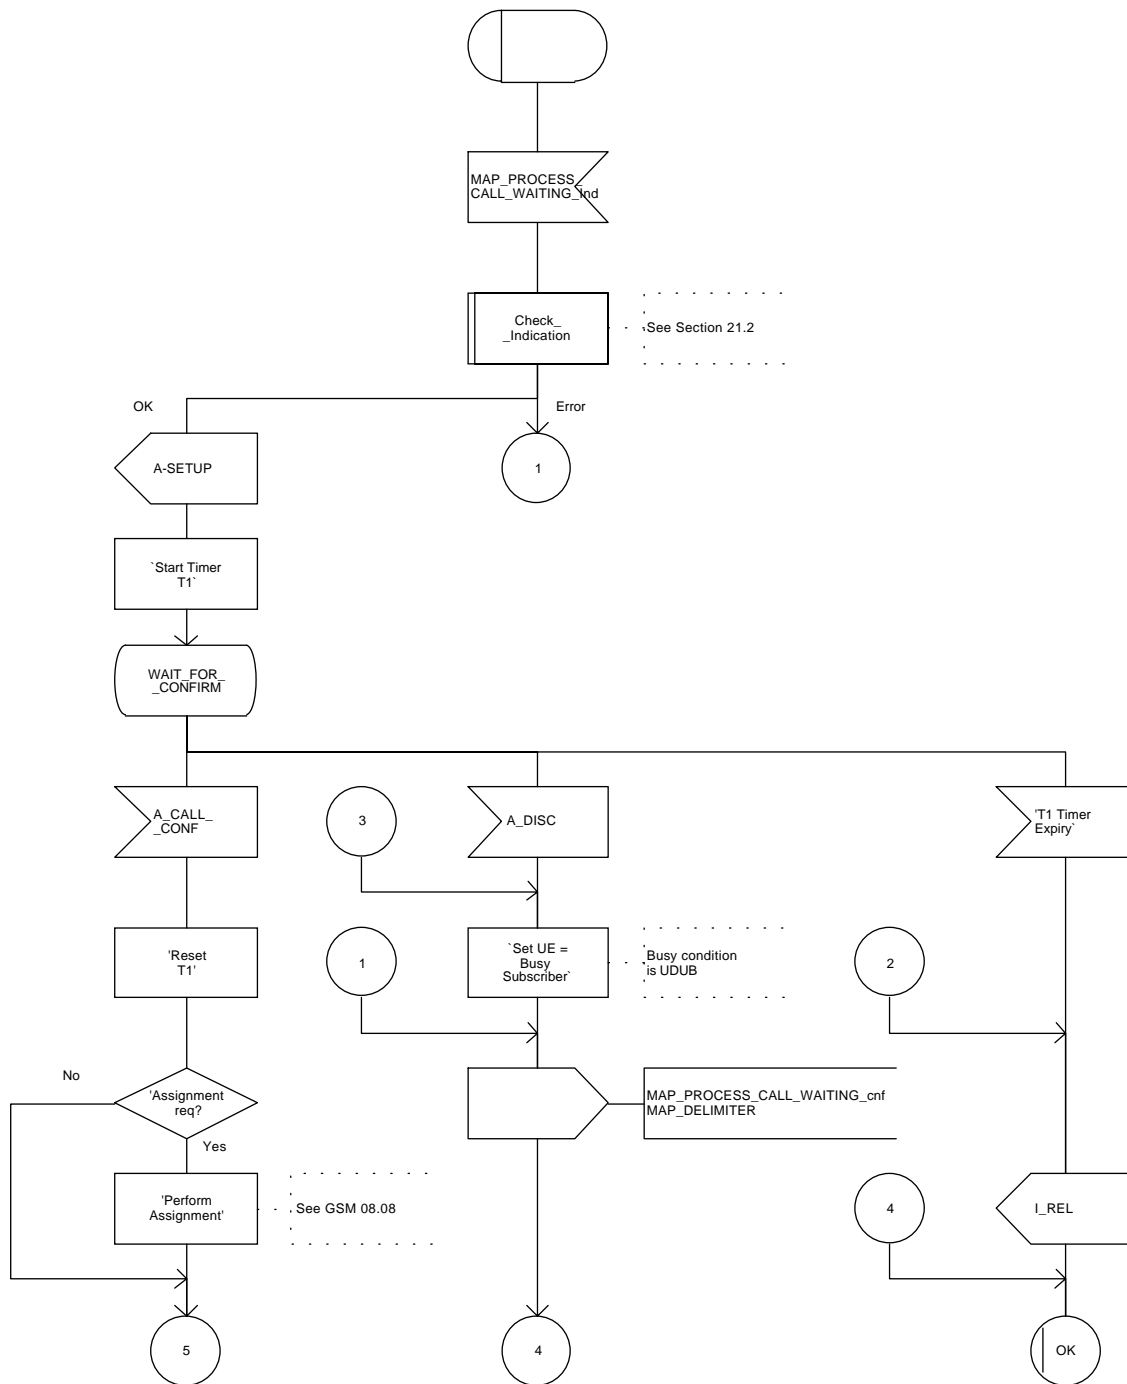 MAP_PROCESS_
CALL_WAITING_Ind
Check_
_Indication
See Section 21.2
OK
Error
A-SETUP
1
`Start Timer
T1`
WAIT_FOR_
_CONFIRM
A_CALL_
_CONF
3
A_DISC
'T1 Timer
Expiry`
'Reset
T1'
1
`Set UE =
Busy
Subscriber`
Busy condition
is UDUB
2
No
'Assignment
req?
Yes
MAP_PROCESS_CALL_WAITING_cnf
MAP_DELIMITER
'Perform
Assignment'
See GSM 08.08
4
I_REL
5
4
OK